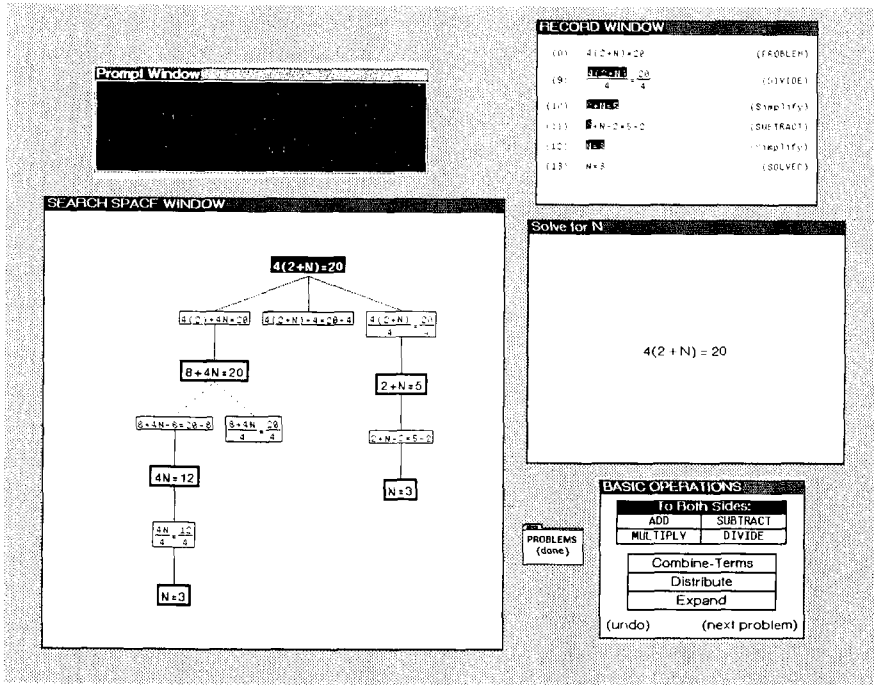 Prompt Window
RECORD WINDOW
(0) 4(2+N)=20 (PROBLEM)
(9) 4(2+N) / 4 = 20 / 4 (DIVIDE)
(10) 2+N=5 (Simplify)
(11) 2+N-2=5-2 (SUBTRACT)
(12) N=3 (Simplify)
(13) N=3 (SOLVED)
SEARCH SPACE WINDOW
4(2+N)=20
4(2)+4N=20 4(2+N)-4=20-4 4(2+N) / 4 = 20 / 4
8+4N=20 2+N=5
8+4N-8=20-8 8+4N / 4 = 20 / 4 2+N-2=5-2
4N=12 N=3
4N / 4 = 12 / 4
N=3
Solve for N
4(2 + N) = 20
PROBLEMS
(done)
BASIC OPERATIONS
To Both Sides:
ADD SUBTRACT
MULTIPLY DIVIDE
Combine-Terms
Distribute
Expand
(undo) (next problem)